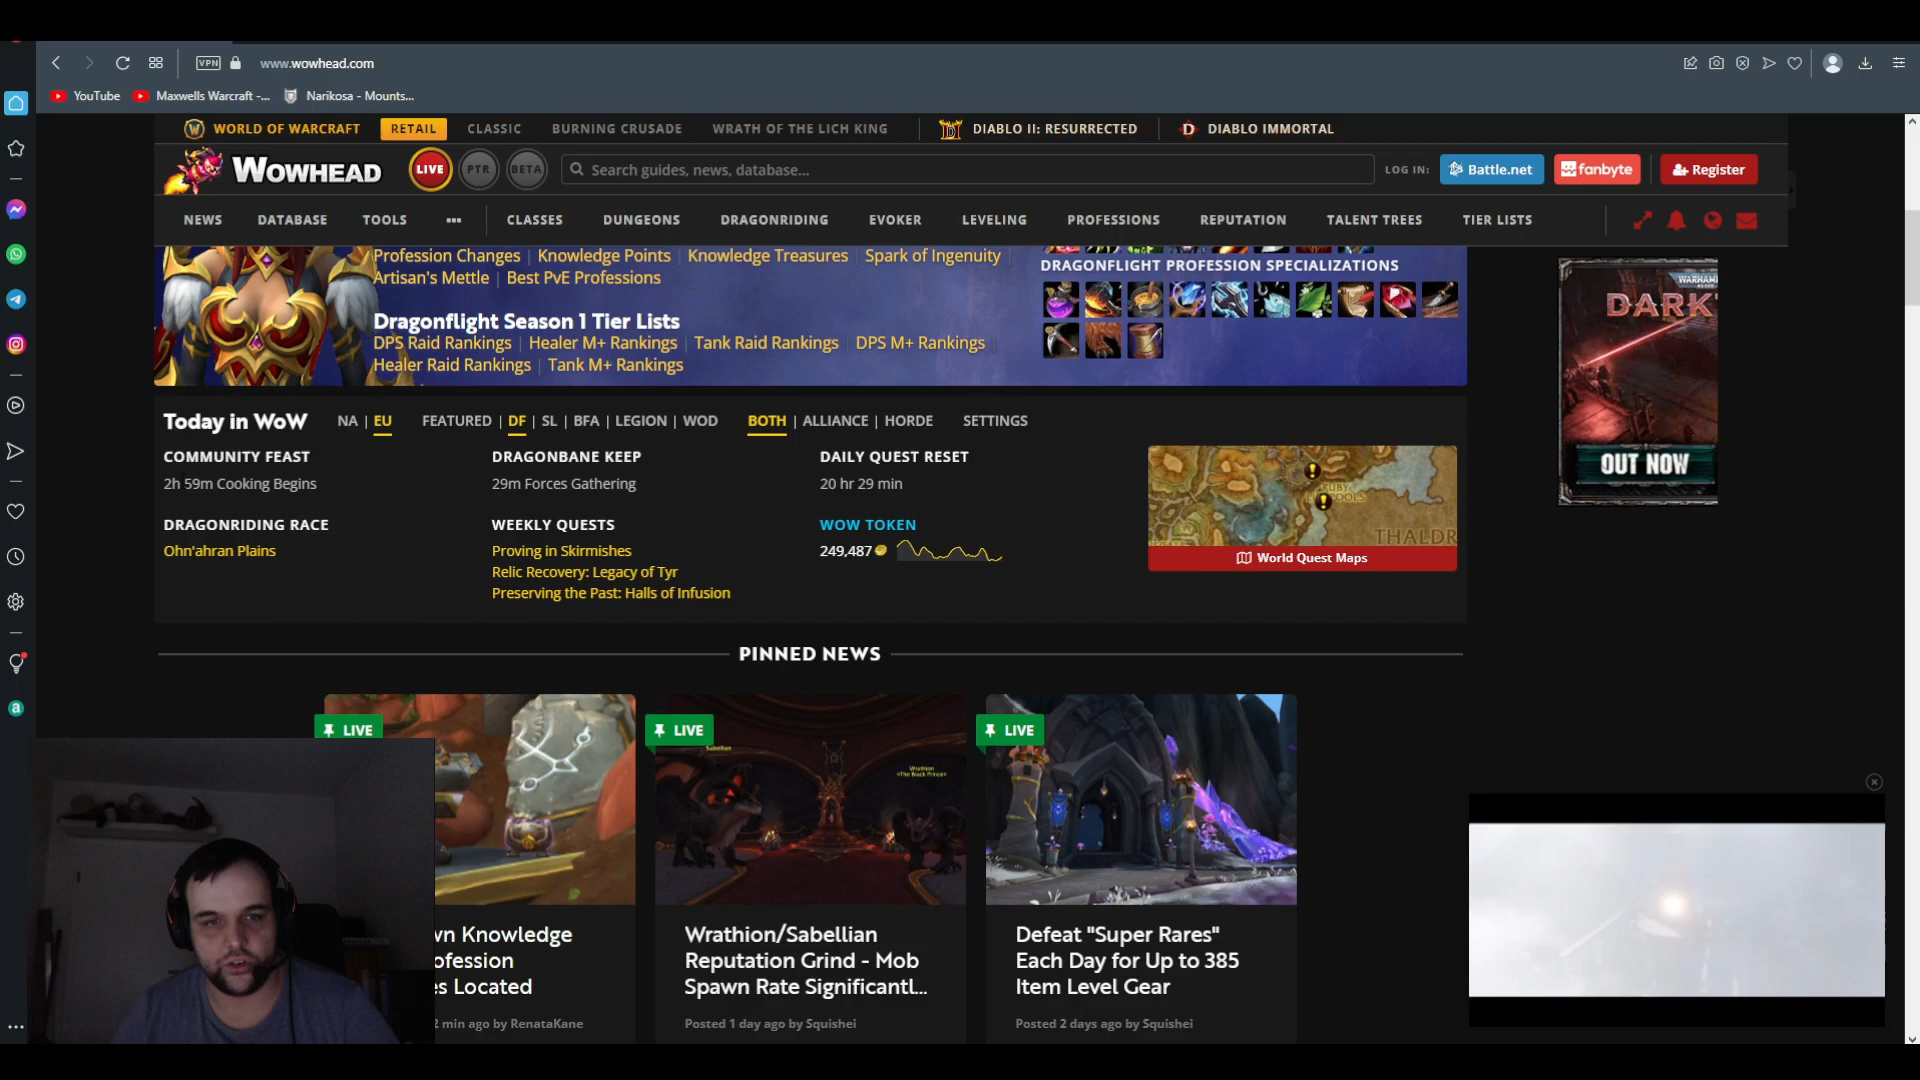 VPN www.wowhead.com
YouTube Maxwells Warcraft -... Narikosa - Mounts...
WORLD OF WARCRAFT RETAIL CLASSIC BURNING CRUSADE WRATH OF THE LICH KING DIABLO II: RESURRECTED DIABLO IMMORTAL
WOWHEAD LIVE PTR BETA Search guides, news, database... LOG IN: Battle.net fanbyte Register
NEWS DATABASE TOOLS ... CLASSES DUNGEONS DRAGONRIDING EVOKER LEVELING PROFESSIONS REPUTATION TALENT TREES TIER LISTS
Profession Changes | Knowledge Points | Knowledge Treasures | Spark of Ingenuity
Artisan's Mettle | Best PvE Professions
DRAGONFLIGHT PROFESSION SPECIALIZATIONS
Dragonflight Season 1 Tier Lists
DPS Raid Rankings | Healer M+ Rankings | Tank Raid Rankings | DPS M+ Rankings
Healer Raid Rankings | Tank M+ Rankings
DARK
OUT NOW
Today in WoW NA | EU FEATURED | DF | SL | BFA | LEGION | WOD BOTH | ALLIANCE | HORDE SETTINGS
COMMUNITY FEAST
2h 59m Cooking Begins
DRAGONRIDING RACE
Ohn'ahran Plains
DRAGONBANE KEEP
29m Forces Gathering
WEEKLY QUESTS
Proving in Skirmishes
Relic Recovery: Legacy of Tyr
Preserving the Past: Halls of Infusion
DAILY QUEST RESET
20 hr 29 min
WOW TOKEN
249,487
THALDR
World Quest Maps
PINNED NEWS
LIVE
wn Knowledge
ofession
s Located
2 min ago by RenataKane
LIVE
Sabellian
Wrathion
<The Black Prince>
Wrathion/Sabellian
Reputation Grind - Mob
Spawn Rate Significantl...
Posted 1 day ago by Squishei
LIVE
Defeat "Super Rares"
Each Day for Up to 385
Item Level Gear
Posted 2 days ago by Squishei